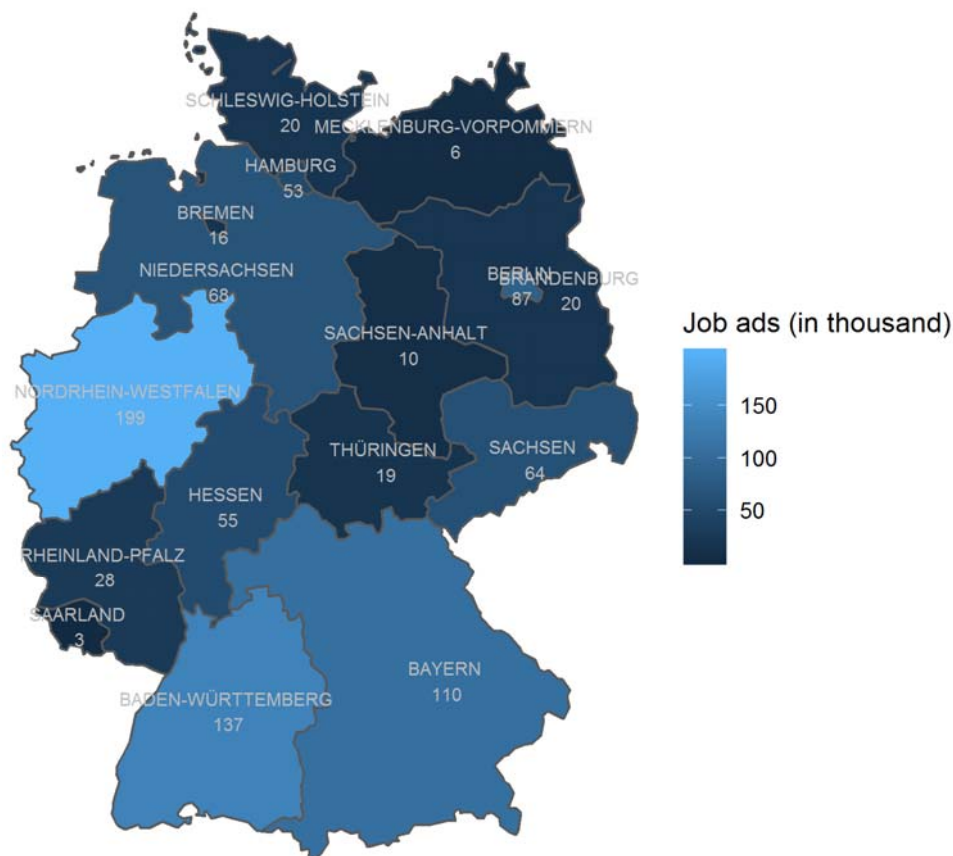 SCHLESWIG-HOLSTEIN
20
MECKLENBURG-VORPOMMERN
6
HAMBURG
53
BREMEN
16
NIEDERSACHSEN
68
BERLIN
87
BRANDENBURG
20
SACHSEN-ANHALT
10
NORDRHEIN-WESTFALEN
199
THÜRINGEN
19
SACHSEN
64
HESSEN
55
RHEINLAND-PFALZ
28
SAARLAND
3
BAYERN
110
BADEN-WÜRTTEMBERG
137
Job ads (in thousand)
150
100
50